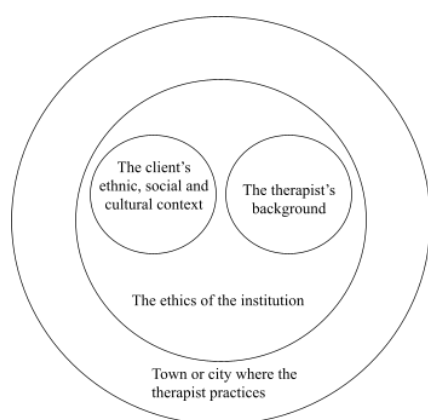 The client's
ethnic, social and
cultural context
The therapist's
background
The ethics of the institution
Town or city where the
therapist practices